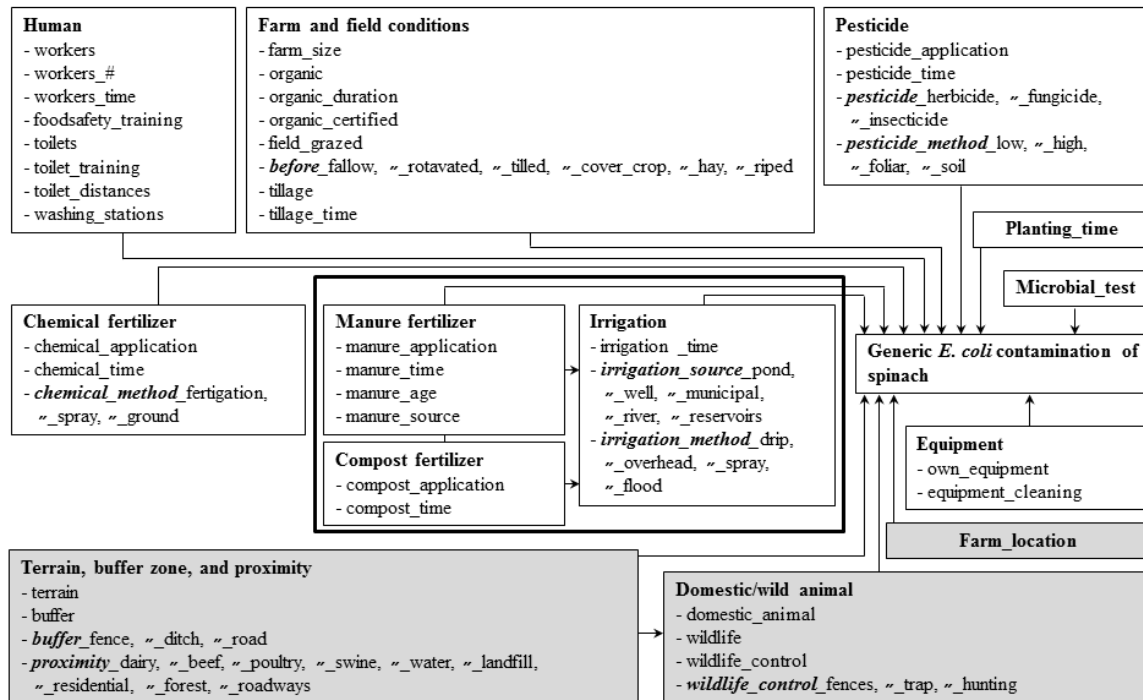 Human
- workers
- workers_#
- workers_time
- foodsafety_training
- toilets
- toilet_training
- toilet_distances
- washing_stations
Farm and field conditions
- farm_size
- organic
- organic_duration
- organic_certified
- field_grazed
- before_fallow, 〃_rotavated, 〃_tilled, 〃_cover_crop, 〃_hay, 〃_riped
- tillage
- tillage_time
Pesticide
- pesticide_application
- pesticide_time
- pesticide_herbicide, 〃_fungicide,
〃_insecticide
- pesticide_method_low, 〃_high,
〃_foliar, 〃_soil
Planting_time
Microbial_test
Chemical fertilizer
- chemical_application
- chemical_time
- chemical_method_fertigation,
〃_spray, 〃_ground
Manure fertilizer
- manure_application
- manure_time
- manure_age
- manure_source
Compost fertilizer
- compost_application
- compost_time
Irrigation
- irrigation _time
- irrigation_source_pond,
〃_well, 〃_municipal,
〃_river, 〃_reservoirs
- irrigation_method_drip,
〃_overhead, 〃_spray,
〃_flood
Generic E. coli contamination of
spinach
Equipment
- own_equipment
- equipment_cleaning
Farm_location
Terrain, buffer zone, and proximity
- terrain
- buffer
- buffer_fence, 〃_ditch, 〃_road
- proximity_dairy, 〃_beef, 〃_poultry, 〃_swine, 〃_water, 〃_landfill,
〃_residential, 〃_forest, 〃_roadways
Domestic/wild animal
- domestic_animal
- wildlife
- wildlife_control
- wildlife_control_fences, 〃_trap, 〃_hunting